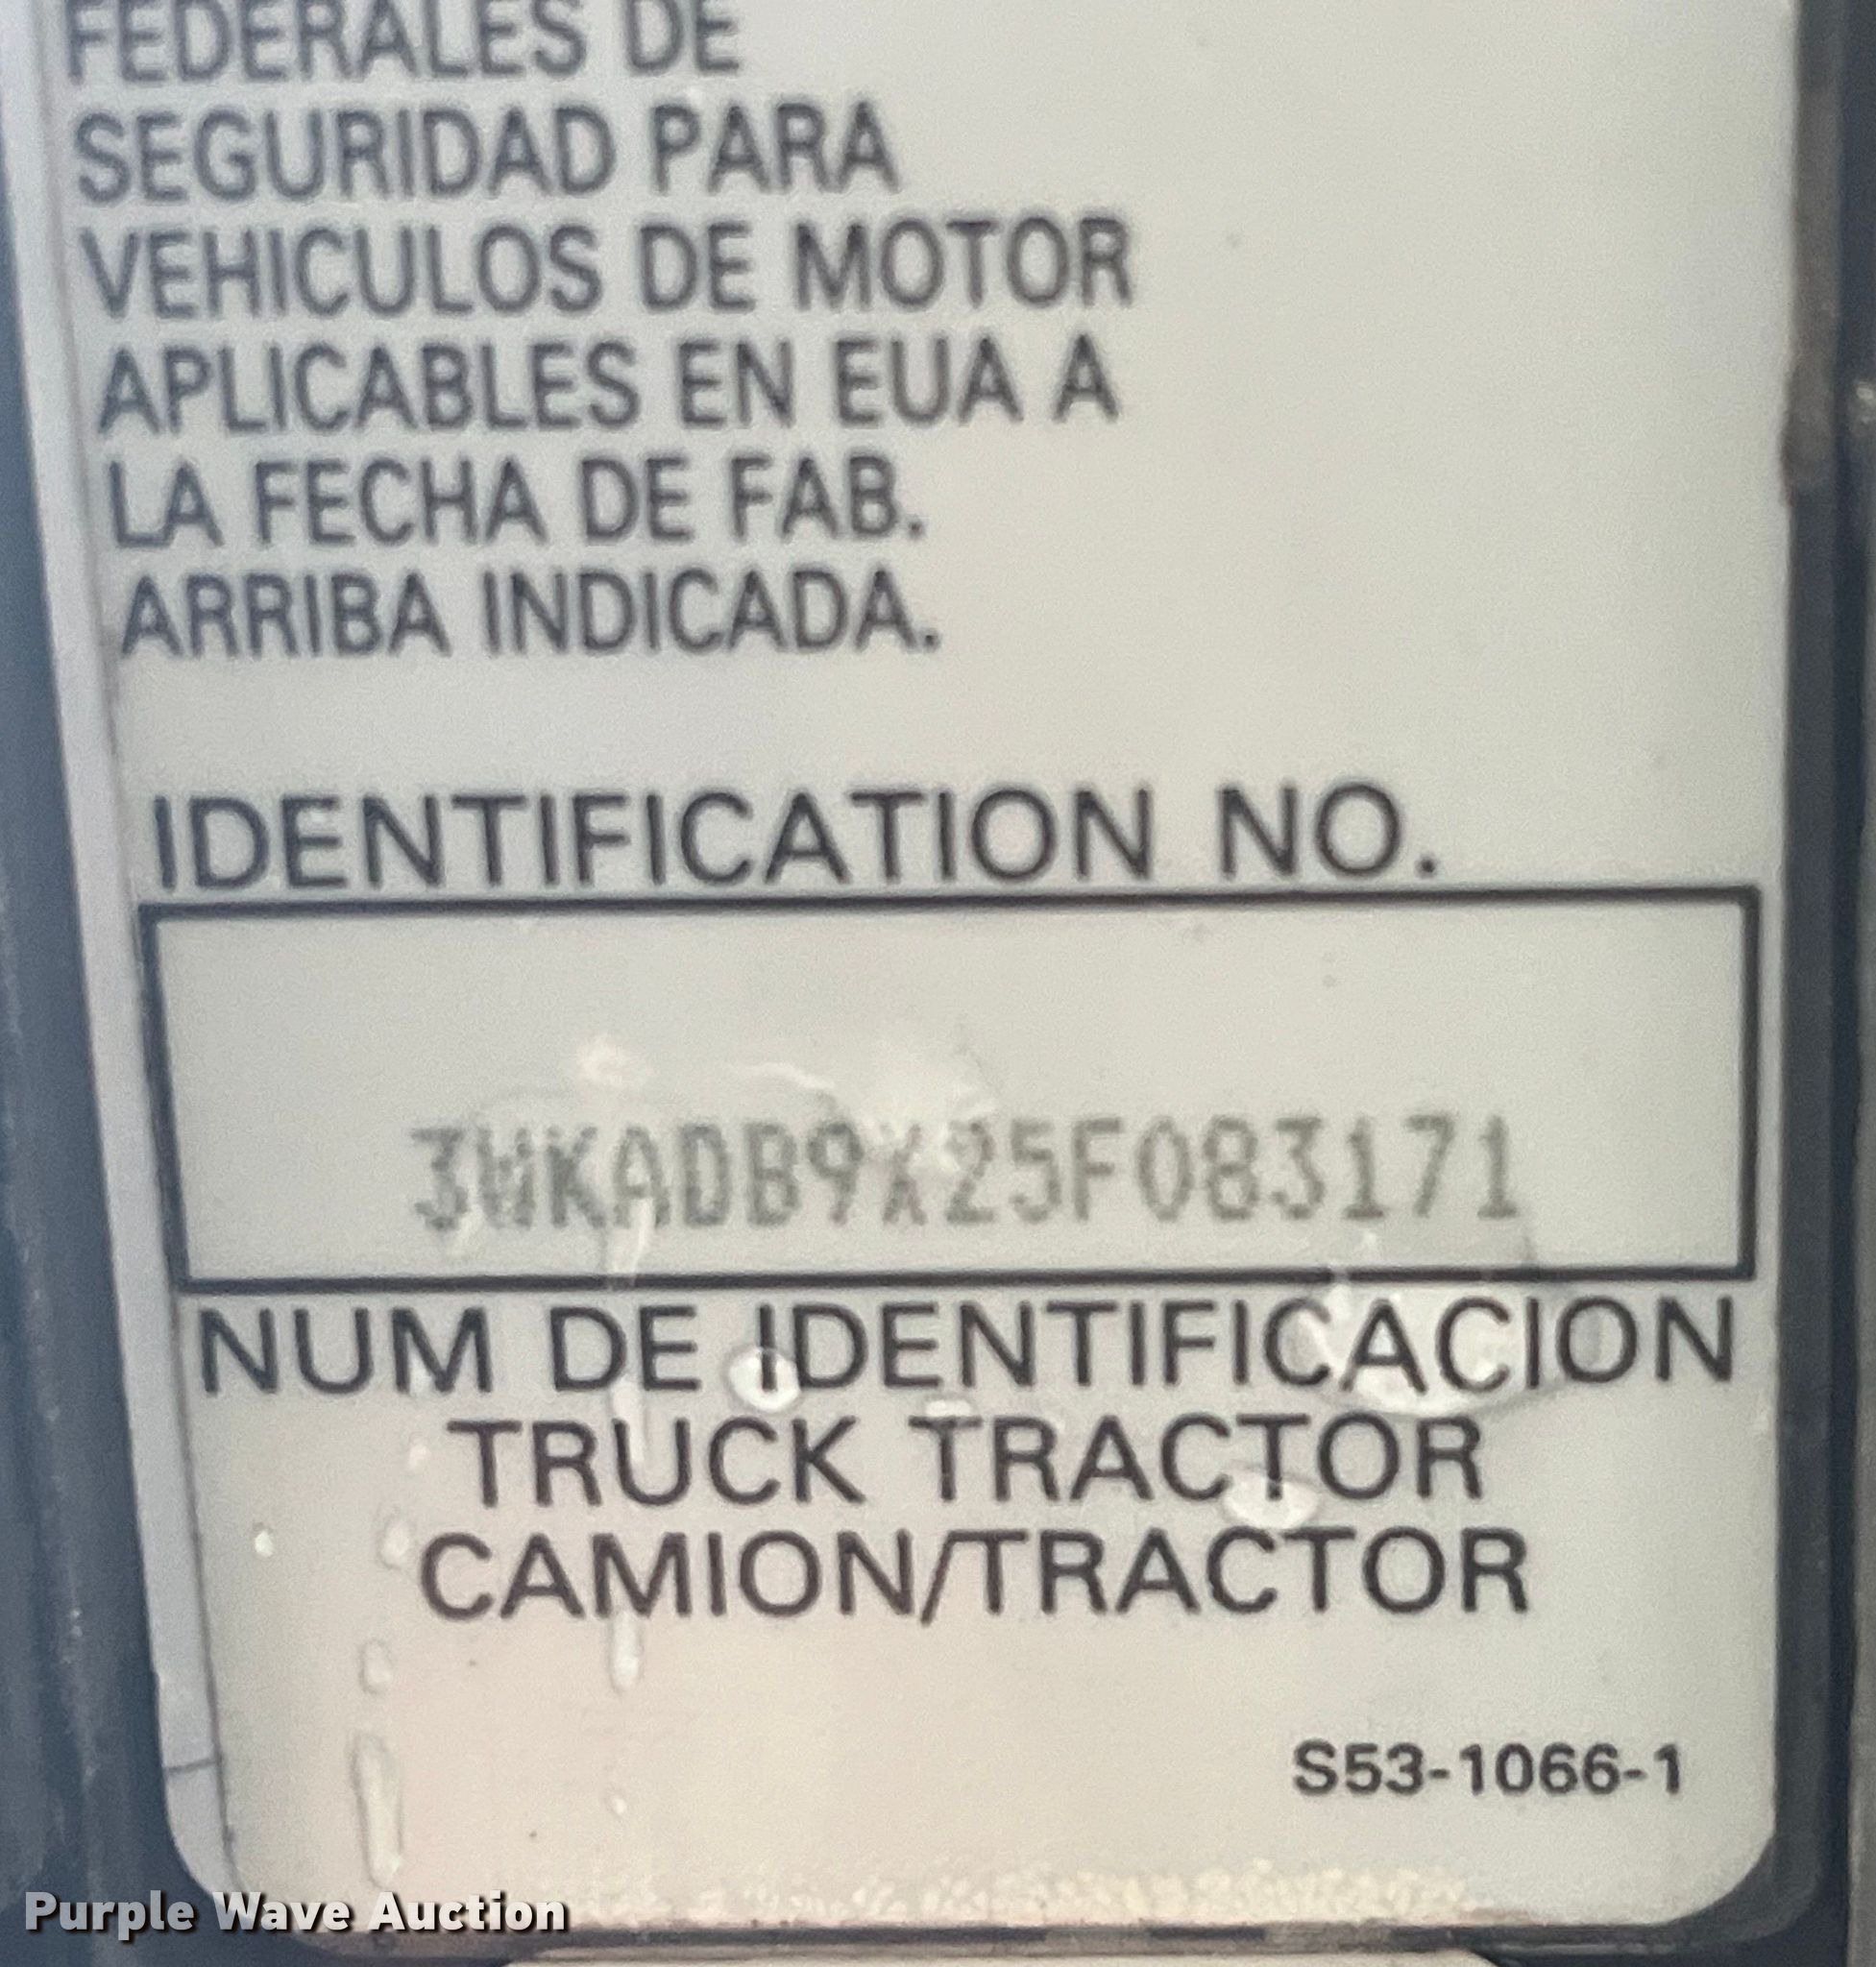 FEDERALES DE
SEGURIDAD PARA
VEHICULOS DE MOTOR
APLICABLES EN EUA A
LA FECHA DE FAB.
ARRIBA INDICADA.
IDENTIFICATION NO.
3WKADB9X25F083171
NUM DE IDENTIFICACION
TRUCK TRACTOR
CAMION/TRACTOR
S53-1066-1
Purple Wave Auction